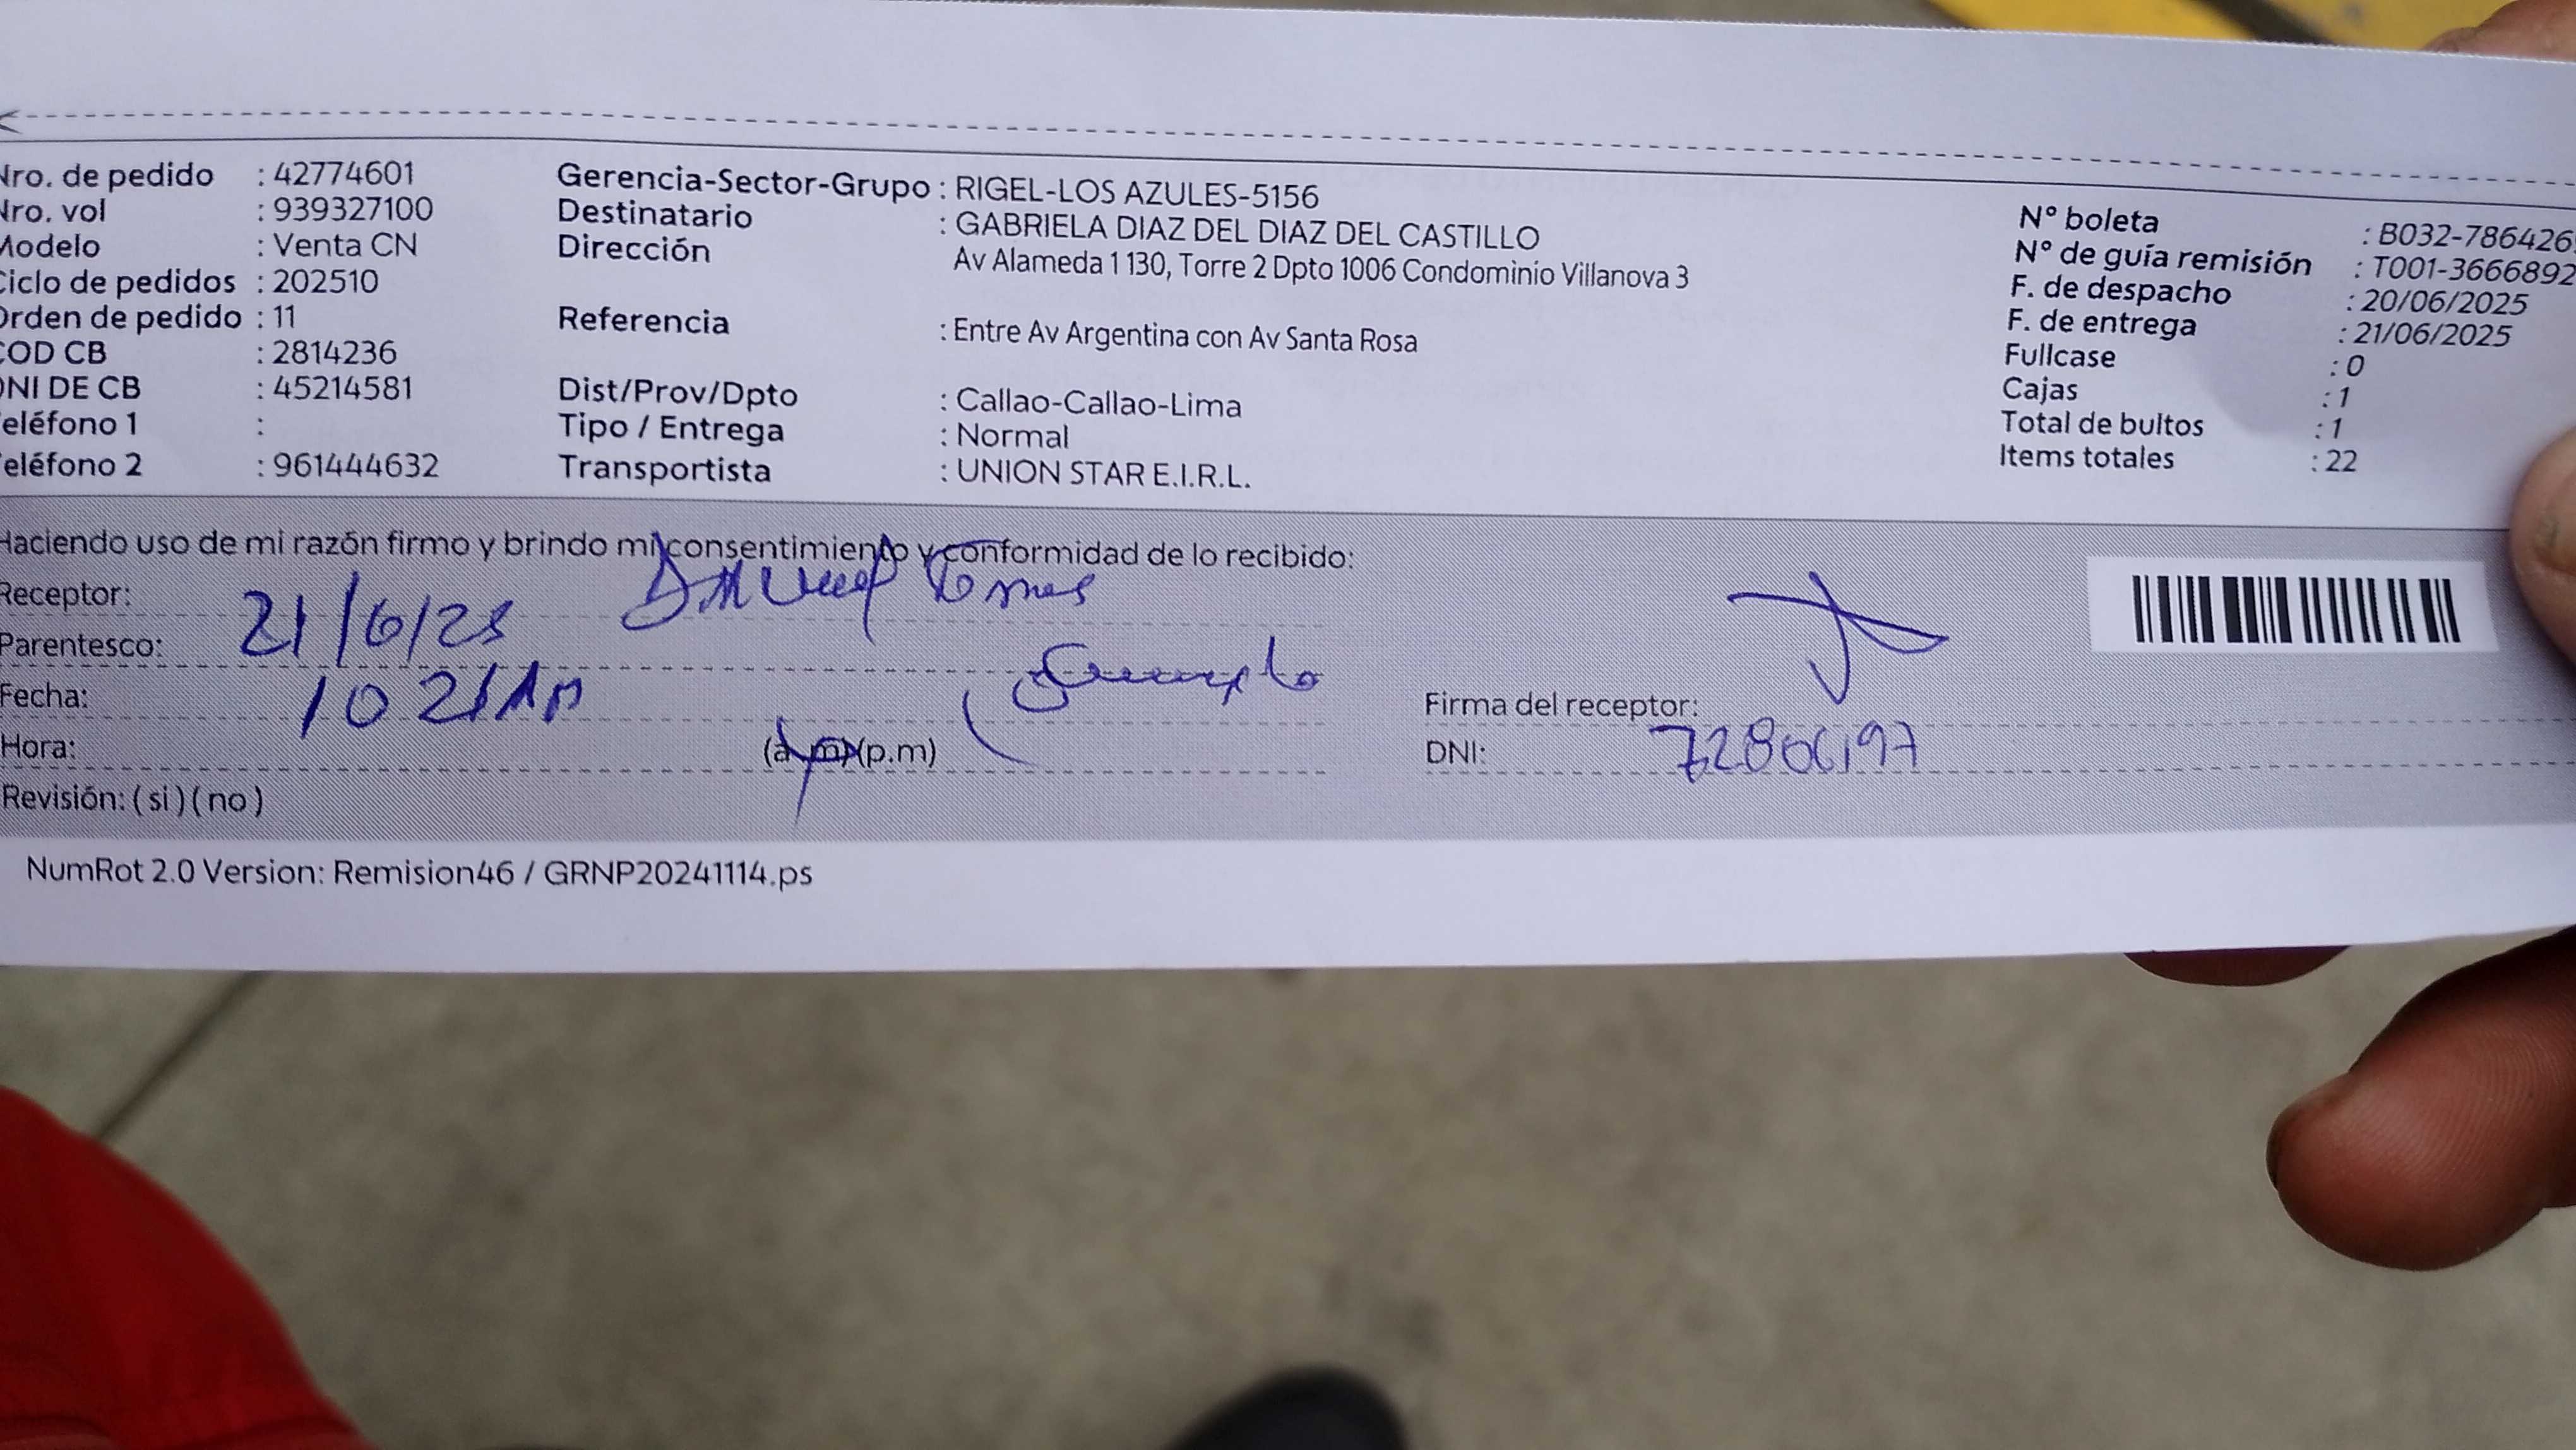 Nro. de pedido : 42774601
Nro. vol : 939327100
Modelo : Venta CN
Ciclo de pedidos : 202510
Orden de pedido : 11
COD CB : 2814236
DNI DE CB : 45214581
Teléfono 1 :
Teléfono 2 : 961444632
Gerencia-Sector-Grupo : RIGEL-LOS AZULES-5156
Destinatario : GABRIELA DIAZ DEL DIAZ DEL CASTILLO
Dirección Av Alameda 1 130, Torre 2 Dpto 1006 Condominio Villanova 3
Referencia : Entre Av Argentina con Av Santa Rosa
Dist/Prov/Dpto : Callao-Callao-Lima
Tipo / Entrega : Normal
Transportista : UNION STAR E.I.R.L.
N° boleta : B032-786426
N° de guía remisión : T001-3666892
F. de despacho : 20/06/2025
F. de entrega : 21/06/2025
Fullcase : 0
Cajas : 1
Total de bultos : 1
Items totales : 22
Haciendo uso de mi razón firmo y brindo mi consentimiento y conformidad de lo recibido:
Receptor:
Parentesco: 21/6/25
Fecha:
Hora: (a.m)(p.m)
Revisión: ( si ) ( no )
Firma del receptor:
DNI: 72806197
NumRot 2.0 Version: Remision46 / GRNP20241114.ps